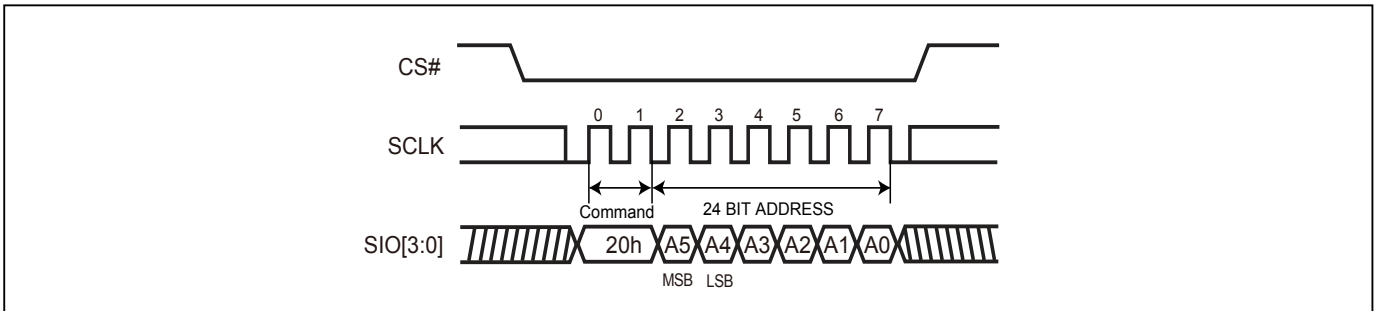 CS#
0 1 2 3 4 5 6 7
SCLK
Command 24 BIT ADDRESS
SIO[3:0] 20h A5 A4 A3 A2 A1 A0
MSB LSB